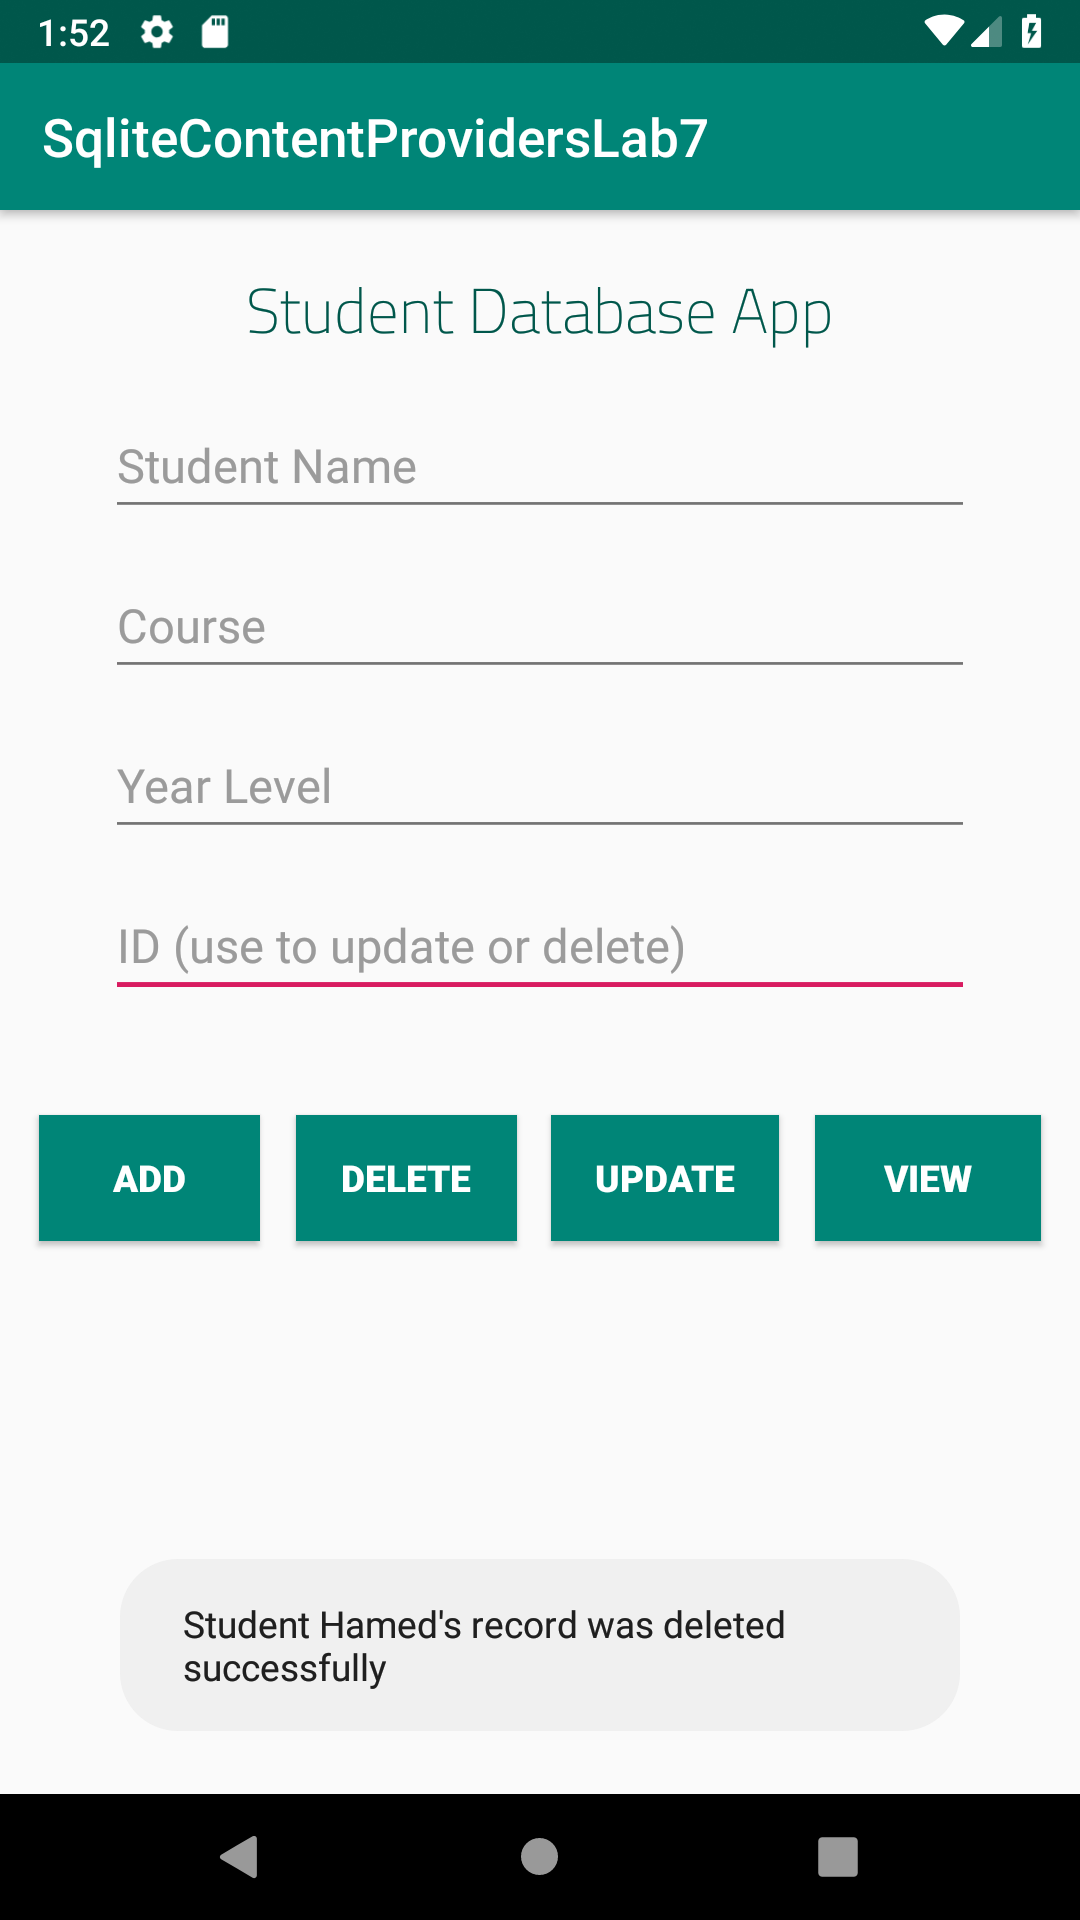 1:52
SqliteContentProvidersLab7
Student Database App
Student Name
Course
Year Level
ID (use to update or delete)
ADD DELETE UPDATE VIEW
Student Hamed's record was deleted
successfully